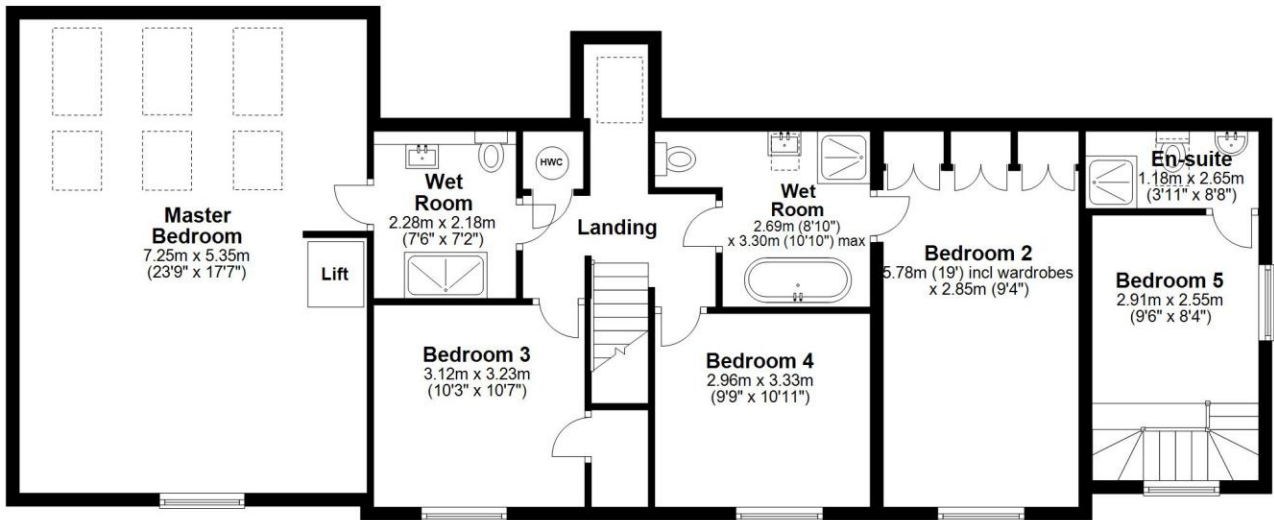 Master
Bedroom
7.25m x 5.35m
(23'9" x 17'7")
Lift
Wet
Room
2.28m x 2.18m
(7'6" x 7'2")
HWC
Landing
Wet
Room
2.69m (8'10")
x 3.30m (10'10") max
Bedroom 2
5.78m (19') incl wardrobes
x 2.85m (9'4")
En-suite
1.18m x 2.65m
(3'11" x 8'8")
Bedroom 5
2.91m x 2.55m
(9'6" x 8'4")
Bedroom 3
3.12m x 3.23m
(10'3" x 10'7")
Bedroom 4
2.96m x 3.33m
(9'9" x 10'11")